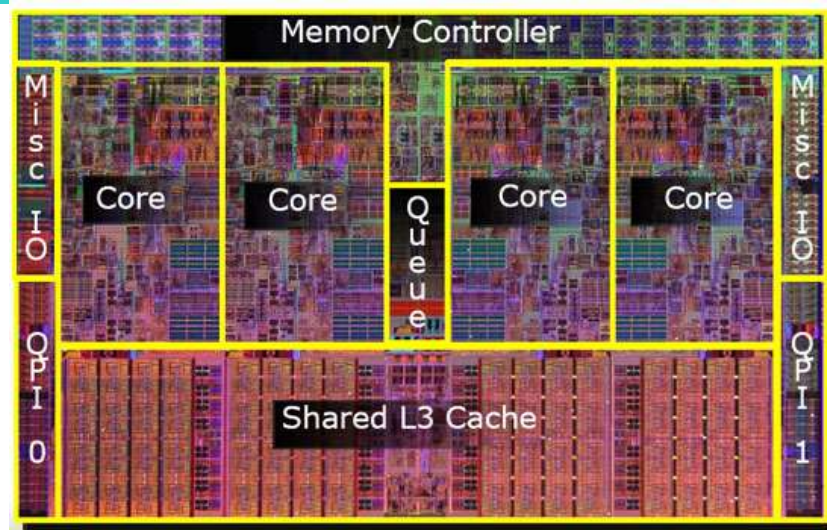 Memory Controller
Misc IO
Core
Core
Queue
Core
Core
Misc IO
QPI 0
Shared L3 Cache
QPI 1